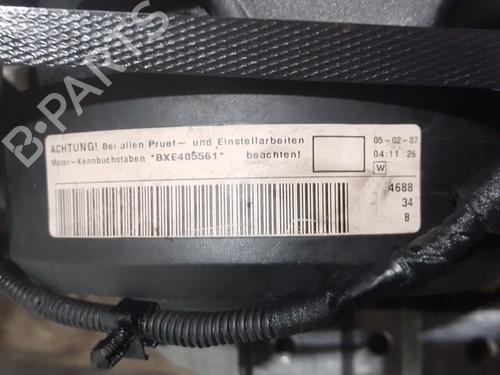 B-PARTS
ACHTUNG! Bei allen Pruef- und Einstellarbeiten
Motor-Kennbuchstaben "BXE405561" beachten!
05-02-07
04:11 26
W
4688
34
B